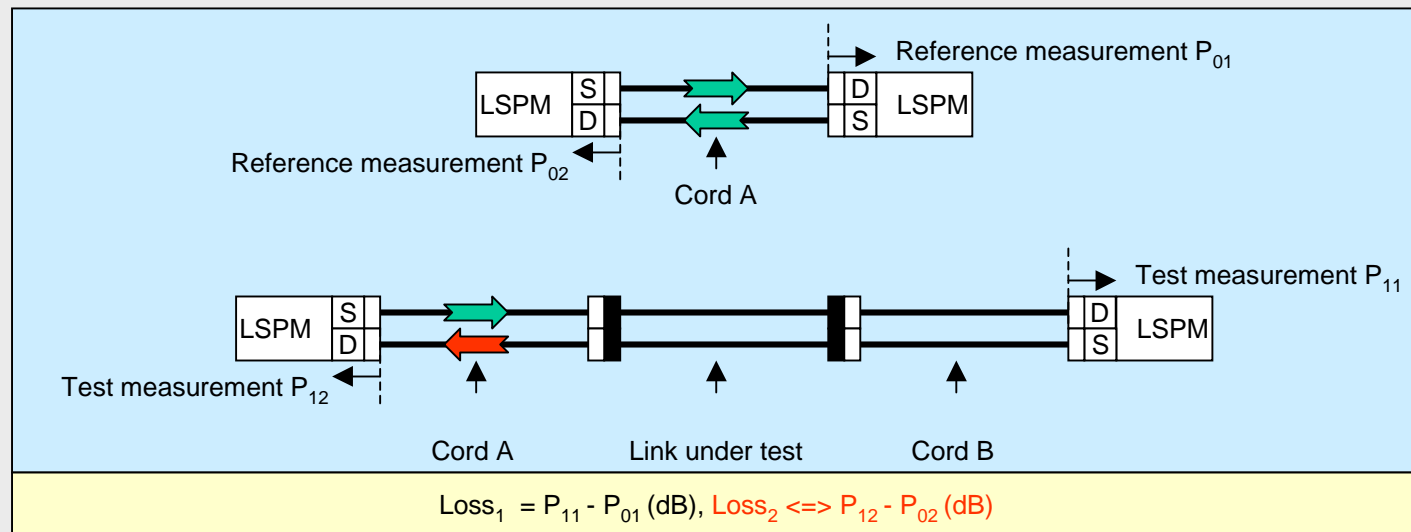 Reference measurement P₀₁
LSPM S D LSPM
D S
Reference measurement P₀₂
Cord A
Test measurement P₁₁
LSPM S D LSPM
D S
Test measurement P₁₂
Cord A Link under test Cord B
Loss₁ = P₁₁ - P₀₁ (dB), Loss₂ <=> P₁₂ - P₀₂ (dB)